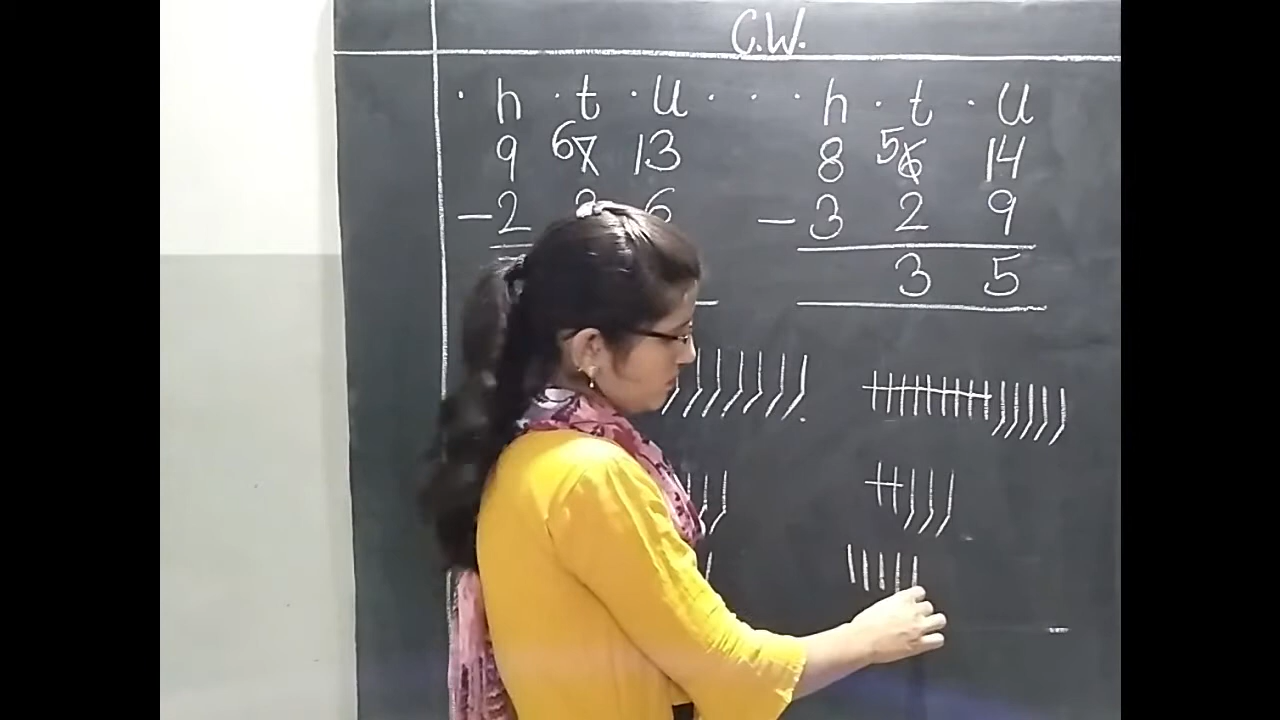 C.W.
h t U h t U
9 6 7 13 8 5 6 14
- 2 6 - 3 2 9
3 5